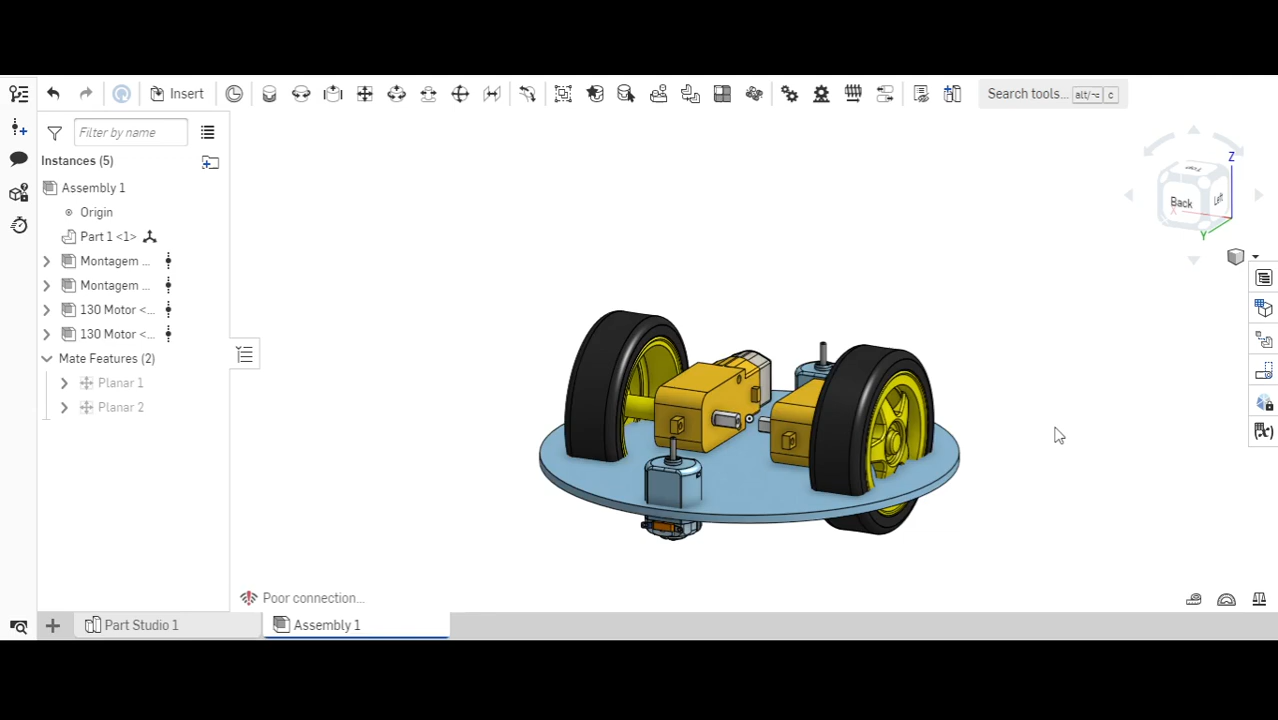 Insert
Search tools... alt/⌥ c
Filter by name
Instances (5)
Assembly 1
Origin
Part 1 <1>
Montagem ...
Montagem ...
130 Motor <...
130 Motor <...
Mate Features (2)
Planar 1
Planar 2
Z
Back
Left
X
Y
(x)
Poor connection...
Part Studio 1
Assembly 1